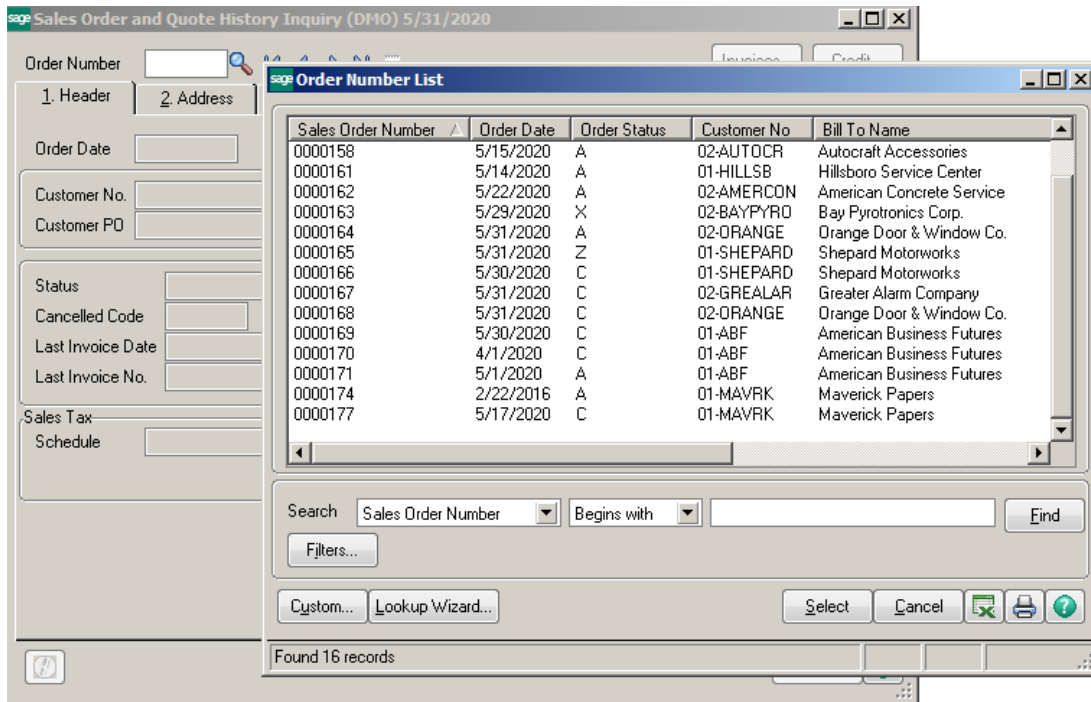 sage Sales Order and Quote History Inquiry (DMO) 5/31/2020
Order Number
Invoices... Credit...
1. Header 2. Address
Order Date
Customer No.
Customer PO
Status
Cancelled Code
Last Invoice Date
Last Invoice No.
Sales Tax
Schedule
sage Order Number List
Sales Order Number Order Date Order Status Customer No Bill To Name
0000158 5/15/2020 A 02-AUTOCR Autocraft Accessories
0000161 5/14/2020 A 01-HILLSB Hillsboro Service Center
0000162 5/22/2020 A 02-AMERCON American Concrete Service
0000163 5/29/2020 X 02-BAYPYRO Bay Pyrotronics Corp.
0000164 5/31/2020 A 02-ORANGE Orange Door & Window Co.
0000165 5/31/2020 Z 01-SHEPARD Shepard Motorworks
0000166 5/30/2020 C 01-SHEPARD Shepard Motorworks
0000167 5/31/2020 C 02-GREALAR Greater Alarm Company
0000168 5/31/2020 C 02-ORANGE Orange Door & Window Co.
0000169 5/30/2020 C 01-ABF American Business Futures
0000170 4/1/2020 C 01-ABF American Business Futures
0000171 5/1/2020 A 01-ABF American Business Futures
0000174 2/22/2016 A 01-MAVRK Maverick Papers
0000177 5/17/2020 C 01-MAVRK Maverick Papers
Search Sales Order Number Begins with Find
Filters...
Custom... Lookup Wizard... Select Cancel
Found 16 records